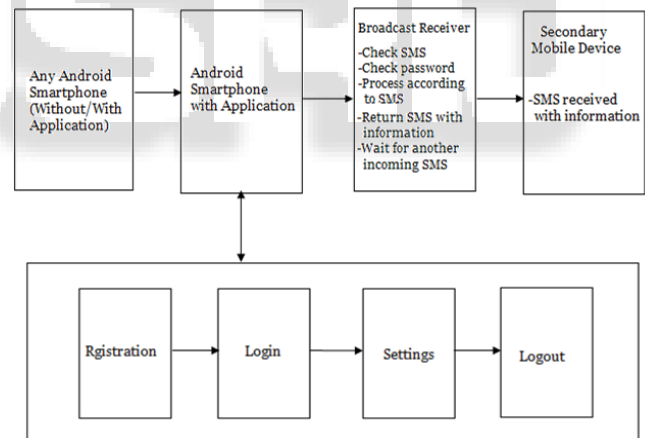 Any Android
Smartphone
(Without/With
Application)
Android
Smartphone
with Application
Broadcast Receiver
-Check SMS
-Check password
-Process according
to SMS
-Return SMS with
information
-Wait for another
incoming SMS
Secondary
Mobile Device
-SMS received
with information
Rgistration
Login
Settings
Logout